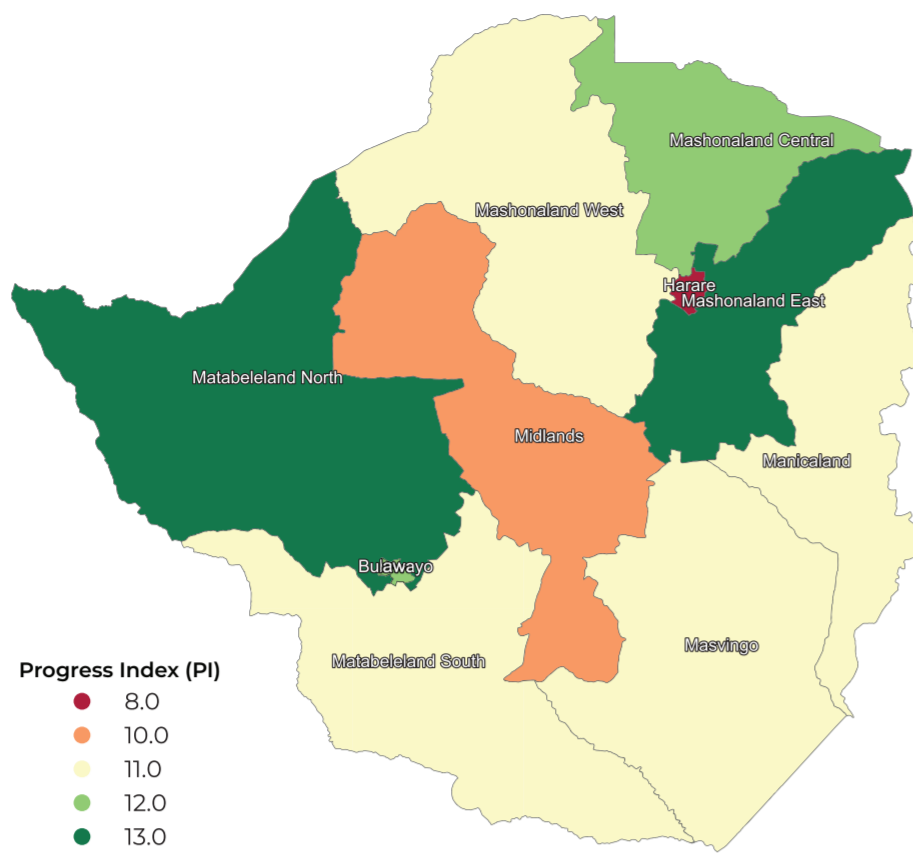 Mashonaland Central
Mashonaland West
Harare
Mashonaland East
Matabeleland North
Midlands
Manicaland
Bulawayo
Masvingo
Matabeleland South
Progress Index (PI)
8.0
10.0
11.0
12.0
13.0